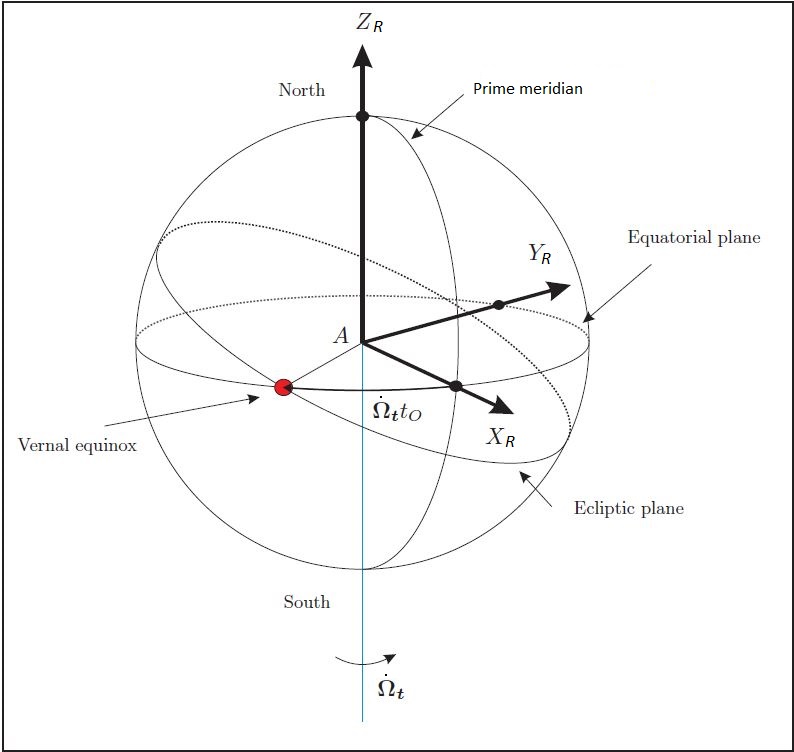 Z_R
North
Prime meridian
Equatorial plane
Y_R
A
Ω̇_t t_O
X_R
Vernal equinox
Ecliptic plane
South
Ω̇_t